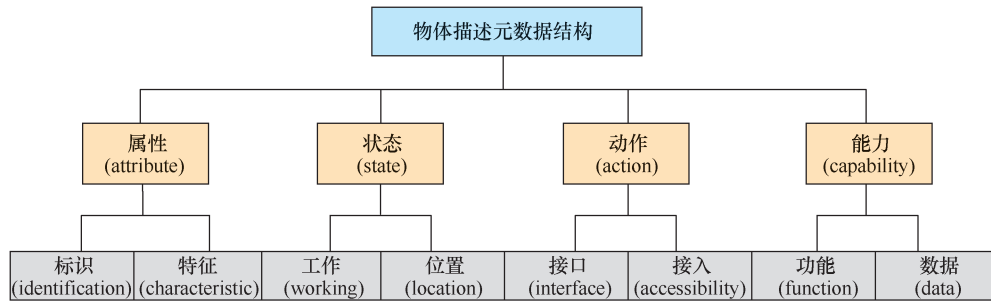 物体描述元数据结构
属性
(attribute)
状态
(state)
动作
(action)
能力
(capability)
标识
(identification)
特征
(characteristic)
工作
(working)
位置
(location)
接口
(interface)
接入
(accessibility)
功能
(function)
数据
(data)